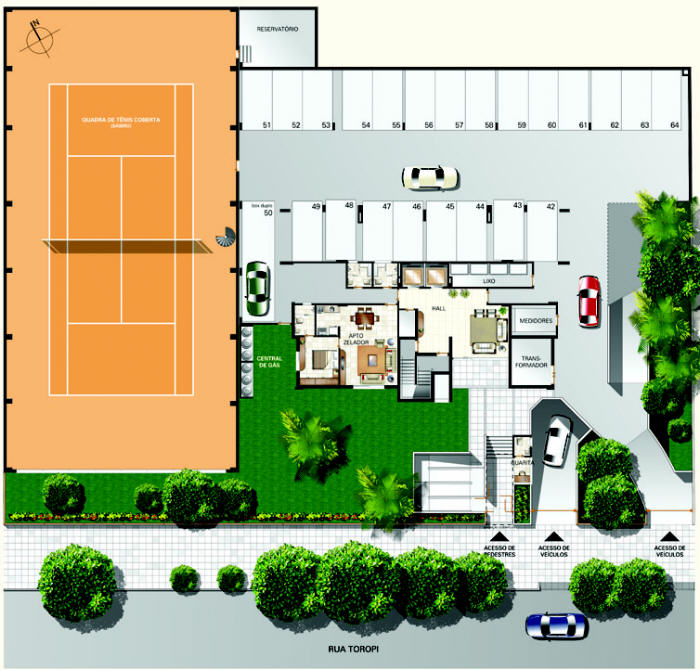 N
RESERVATÓRIO
QUADRA DE TÊNIS COBERTA
(SAIBRO)
51 52 53 54 55 56 57 58 59 60 61 62 63 64
box duplo
50 49 48 47 46 45 44 43 42
LIXO
HALL
MEDIDORES
APTO
ZELADOR
CENTRAL
DE GÁS
TRANS-
FORMADOR
GUARITA
ACESSO DE
PEDESTRES
ACESSO DE
VEÍCULOS
ACESSO DE
VEÍCULOS
RUA TOROPI